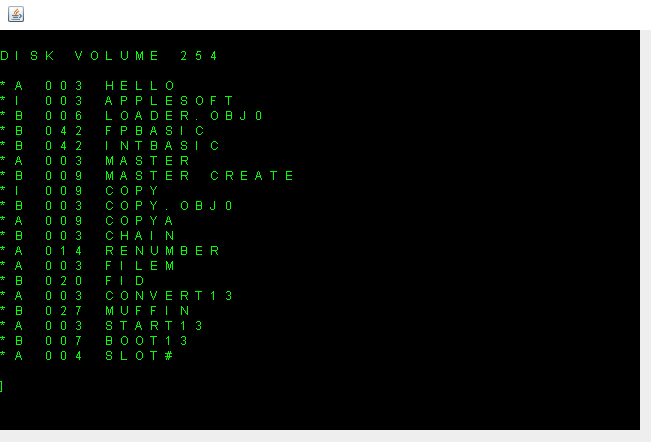 DISK VOLUME 254
*A 003 HELLO
*I 003 APPLESOFT
*B 006 LOADER.OBJ0
*B 042 FPBASIC
*B 042 INTBASIC
*A 003 MASTER
*B 009 MASTER CREATE
*I 009 COPY
*B 003 COPY.OBJ0
*A 009 COPYA
*B 003 CHAIN
*A 014 RENUMBER
*A 003 FILEM
*B 020 FID
*A 003 CONVERT13
*B 027 MUFFIN
*A 003 START13
*B 007 BOOT13
*A 004 SLOT#
]